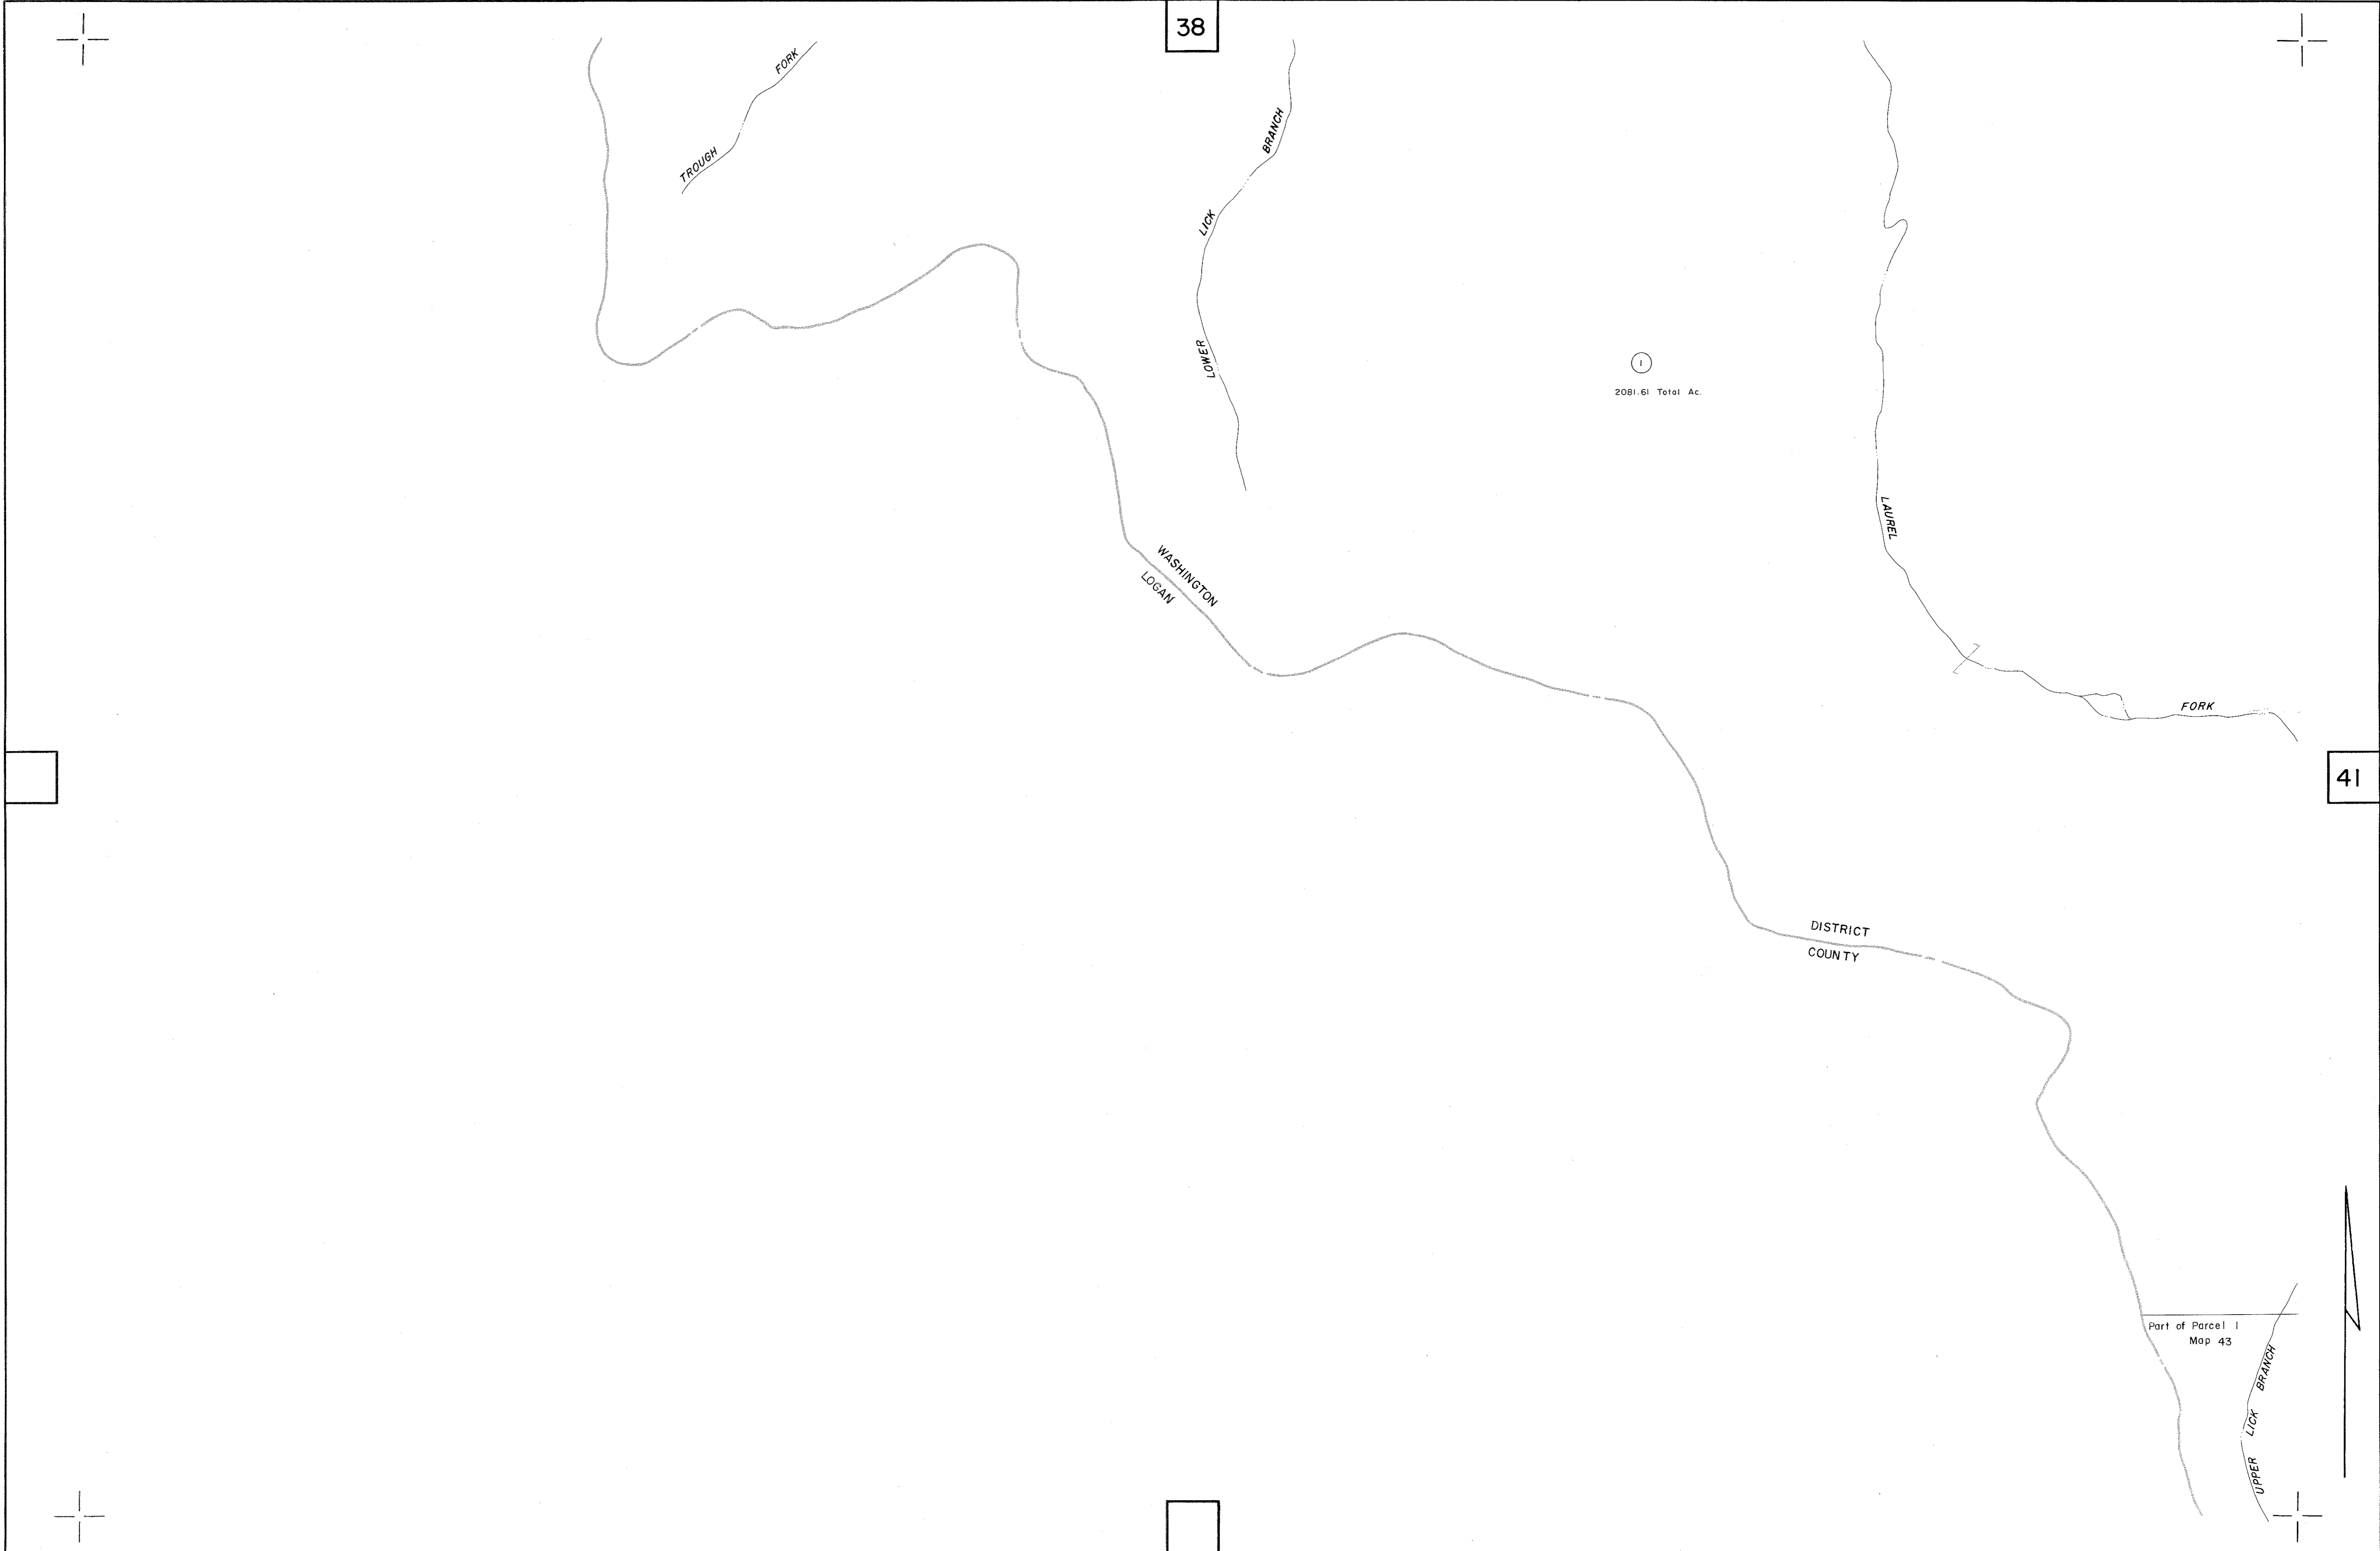 38
TROUGH FORK
LOWER LICK BRANCH
1
2081.61 Total Ac.
LAUREL FORK
WASHINGTON DISTRICT
LOGAN COUNTY
41
Part of Parcel 1
Map 43
UPPER LICK BRANCH